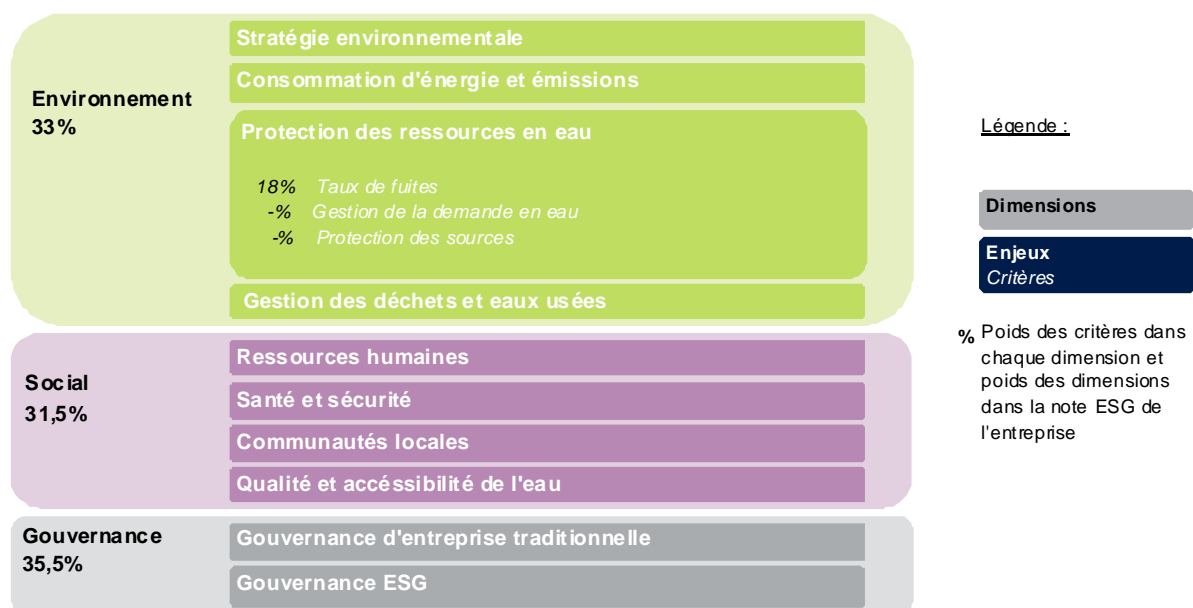 Stratégie environnementale
Consommation d'énergie et émissions
Environnement
33%
Protection des ressources en eau
18% Taux de fuites
-% Gestion de la demande en eau
-% Protection des sources
Gestion des déchets et eaux usées
Ressources humaines
Social
31,5%
Santé et sécurité
Communautés locales
Qualité et accéssibilité de l'eau
Gouvernance
35,5%
Gouvernance d'entreprise traditionnelle
Gouvernance ESG
Légende :
Dimensions
Enjeux
Critères
% Poids des critères dans
chaque dimension et
poids des dimensions
dans la note ESG de
l'entreprise